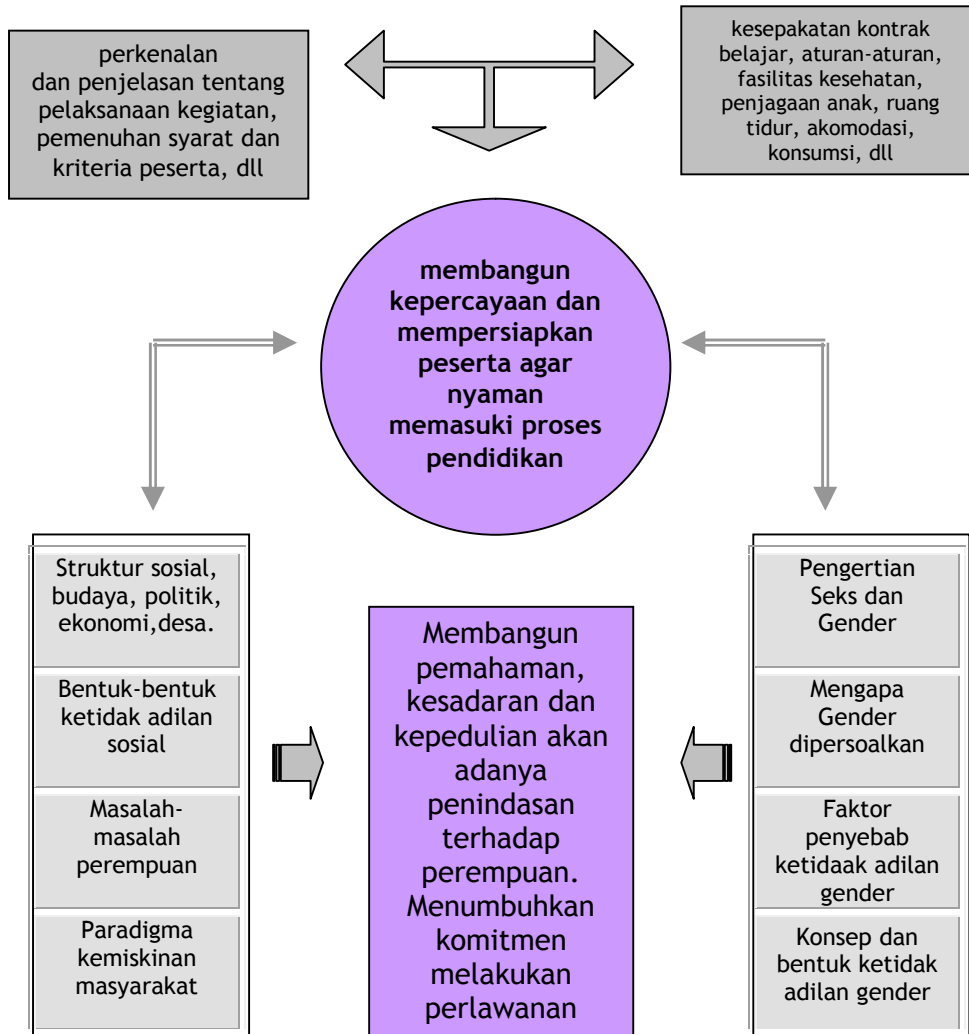 perkenalan
dan penjelasan tentang
pelaksanaan kegiatan,
pemenuhan syarat dan
kriteria peserta, dll
kesepakatan kontrak
belajar, aturan-aturan,
fasilitas kesehatan,
penjagaan anak, ruang
tidur, akomodasi,
konsumsi, dll
membangun
kepercayaan dan
mempersiapkan
peserta agar
nyaman
memasuki proses
pendidikan
Struktur sosial,
budaya, politik,
ekonomi,desa.
Bentuk-bentuk
ketidak adilan
sosial
Masalah-
masalah
perempuan
Paradigma
kemiskinan
masyarakat
Membangun
pemahaman,
kesadaran dan
kepedulian akan
adanya
penindasan
terhadap
perempuan.
Menumbuhkan
komitmen
melakukan
perlawanan
Pengertian
Seks dan
Gender
Mengapa
Gender
dipersoalkan
Faktor
penyebab
ketidaak adilan
gender
Konsep dan
bentuk ketidak
adilan gender